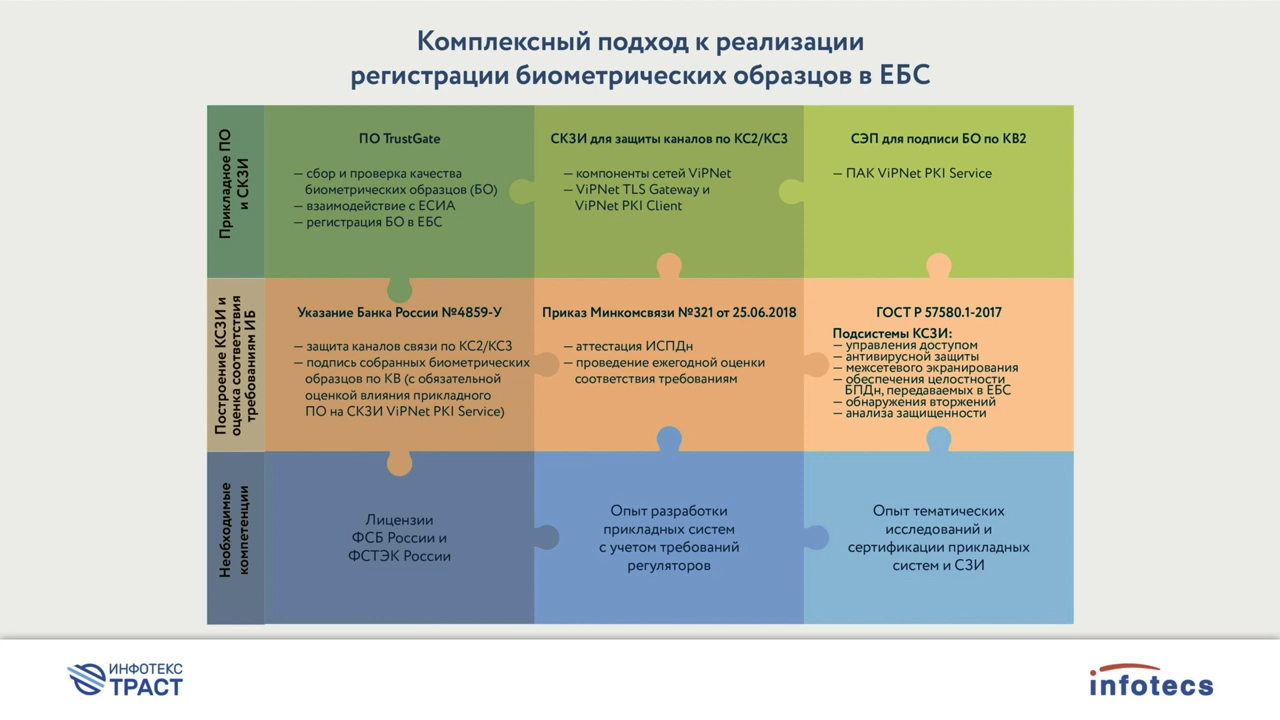 Комплексный подход к реализации
регистрации биометрических образцов в ЕБС
Прикладное ПО
и СКЗИ
ПО TrustGate
— сбор и проверка качества
биометрических образцов (БО)
— взаимодействие с ЕСИА
— регистрация БО в ЕБС
СКЗИ для защиты каналов по КС2/КС3
— компоненты сетей ViPNet
— ViPNet TLS Gateway и
ViPNet PKI Client
СЭП для подписи БО по КВ2
— ПАК ViPNet PKI Service
Построение КСЗИ и
оценка соответствия
требованиям ИБ
Указание Банка России №4859-У
— защита каналов связи по КС2/КС3
— подпись собранных биометрических
образцов по КВ (с обязательной
оценкой влияния прикладного
ПО на СКЗИ ViPNet PKI Service)
Приказ Минкомсвязи №321 от 25.06.2018
— аттестация ИСПДн
— проведение ежегодной оценки
соответствия требованиям
ГОСТ Р 57580.1-2017
Подсистемы КСЗИ:
— управления доступом
— антивирусной защиты
— межсетевого экранирования
— обеспечения целостности
БПДн, передаваемых в ЕБС
— обнаружения вторжений
— анализа защищенности
Необходимые
компетенции
Лицензии
ФСБ России и
ФСТЭК России
Опыт разработки
прикладных систем
с учетом требований
регуляторов
Опыт тематических
исследований и
сертификации прикладных
систем и СЗИ
ИНФОТЕКС
ТРАСТ
infotecs